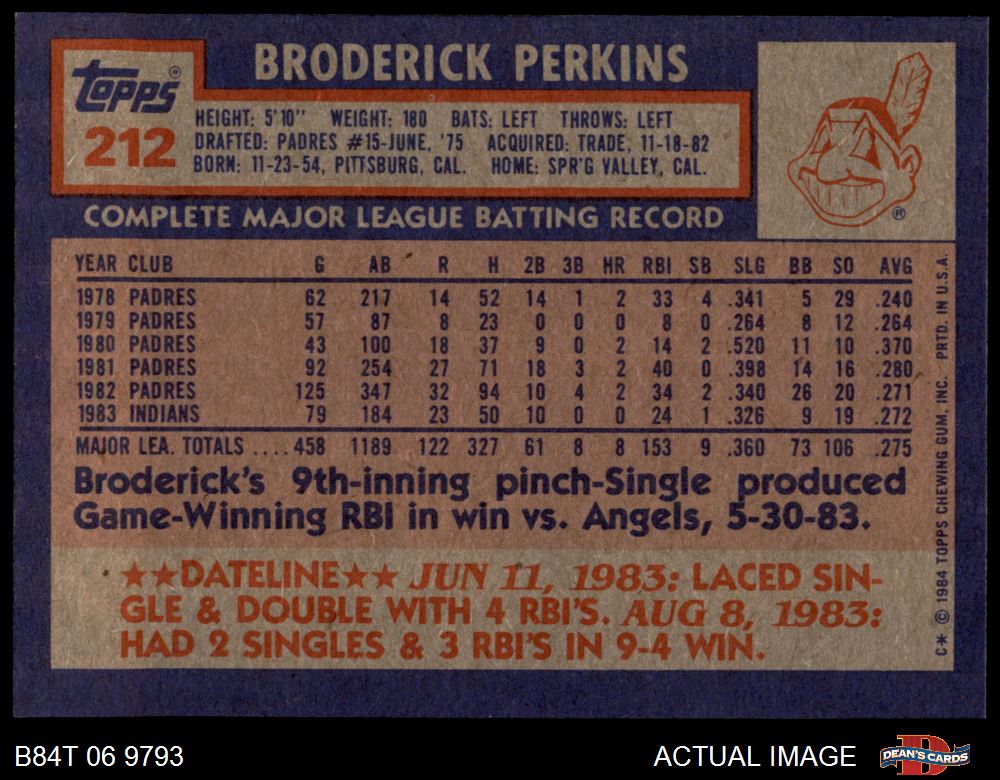 BRODERICK PERKINS
TOPPS®
212
HEIGHT: 5'10" WEIGHT: 180 BATS: LEFT THROWS: LEFT
DRAFTED: PADRES #15-JUNE, '75 ACQUIRED: TRADE, 11-18-82
BORN: 11-23-54, PITTSBURG, CAL. HOME: SPR'G VALLEY, CAL.
®
COMPLETE MAJOR LEAGUE BATTING RECORD
YEAR CLUB G AB R H 2B 3B HR RBI SB SLG BB SO AVG
1978 PADRES 62 217 14 52 14 1 2 33 4 .341 5 29 .240
1979 PADRES 57 87 8 23 0 0 0 8 0 .264 8 12 .264
1980 PADRES 43 100 18 37 9 0 2 14 2 .520 11 10 .370
1981 PADRES 92 254 27 71 18 3 2 40 0 .398 14 16 .280
1982 PADRES 125 347 32 94 10 4 2 34 2 .340 26 20 .271
1983 INDIANS 79 184 23 50 10 0 0 24 1 .326 9 19 .272
MAJOR LEA. TOTALS ....458 1189 122 327 61 8 8 153 9 .360 73 106 .275
Broderick's 9th-inning pinch-Single produced
Game-Winning RBI in win vs. Angels, 5-30-83.
★★DATELINE★★ JUN 11, 1983: LACED SIN-
GLE & DOUBLE WITH 4 RBI'S. AUG 8, 1983:
HAD 2 SINGLES & 3 RBI'S IN 9-4 WIN.
C* © 1984 TOPPS CHEWING GUM, INC. PRTD. IN U.S.A.
B84T 06 9793
ACTUAL IMAGE
D
DEAN'S CARDS